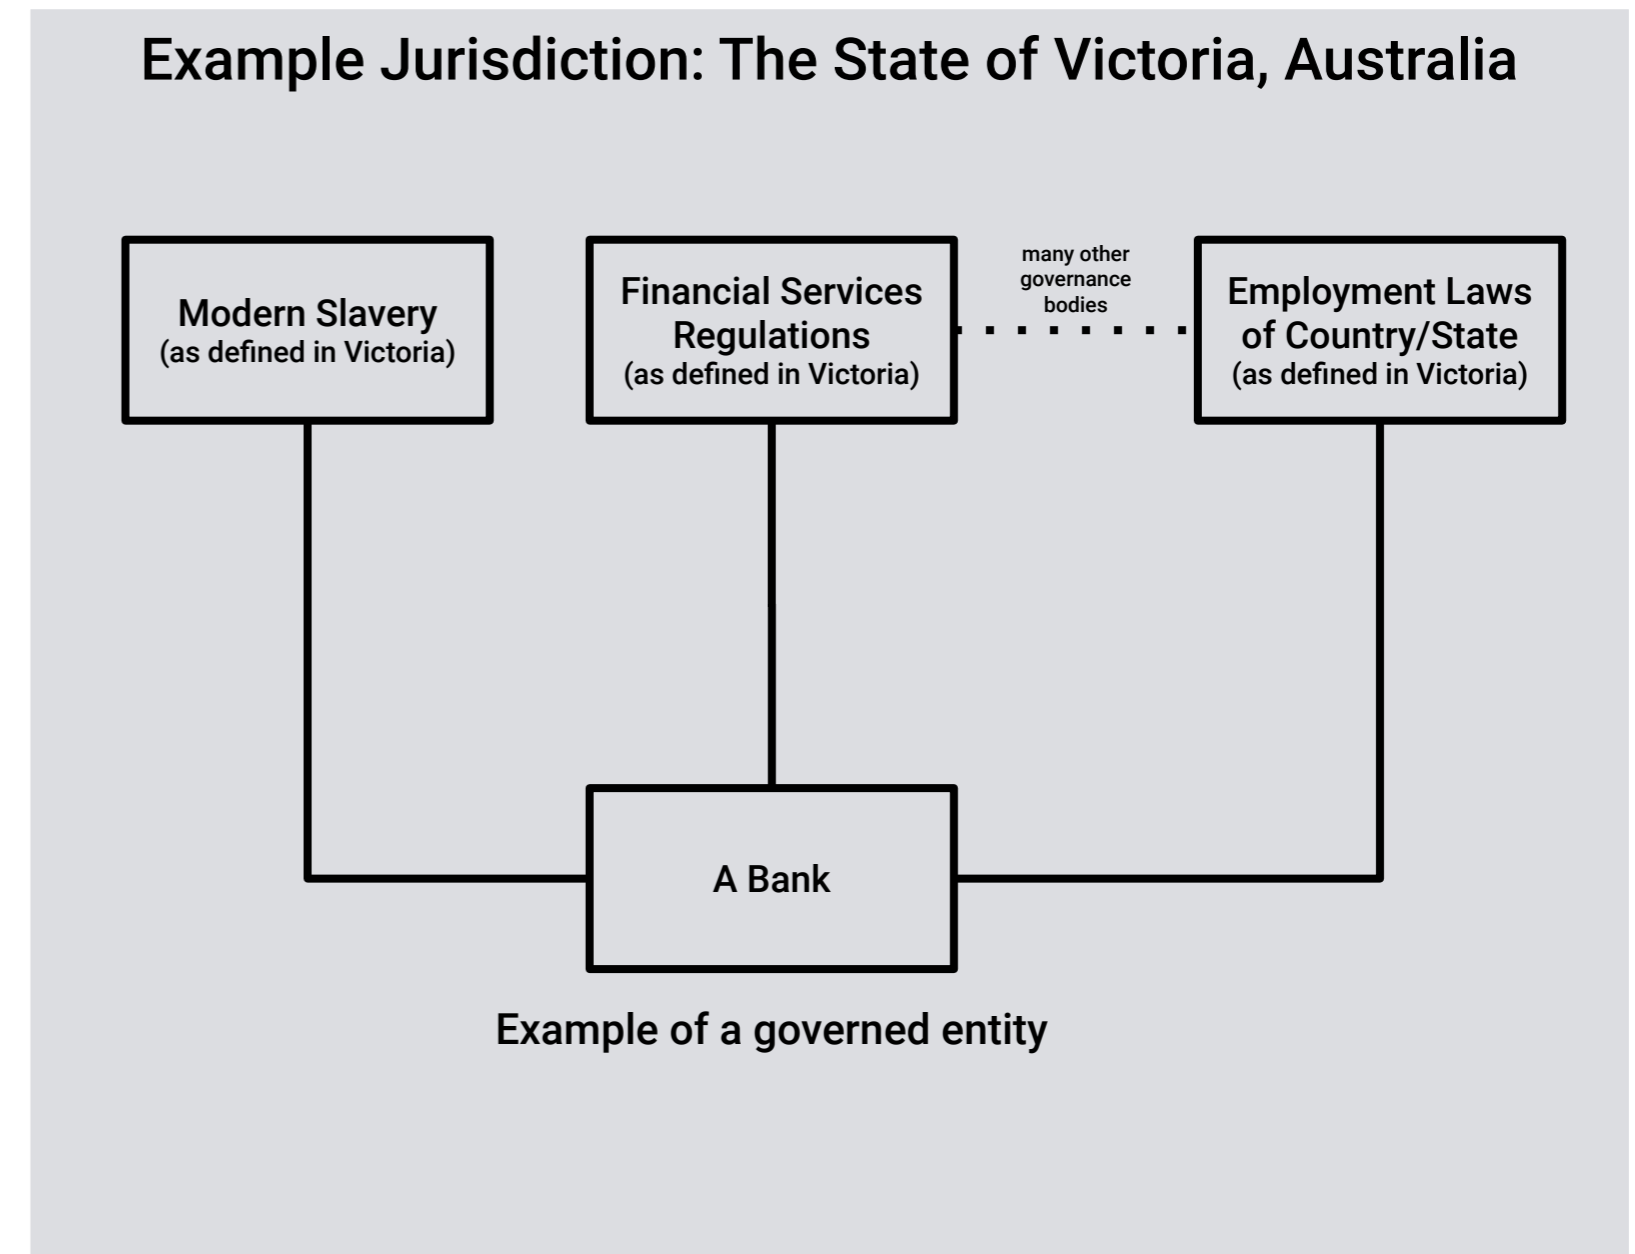 Example Jurisdiction: The State of Victoria, Australia
Modern Slavery
(as defined in Victoria)
Financial Services
Regulations
(as defined in Victoria)
many other
governance
bodies
Employment Laws
of Country/State
(as defined in Victoria)
A Bank
Example of a governed entity